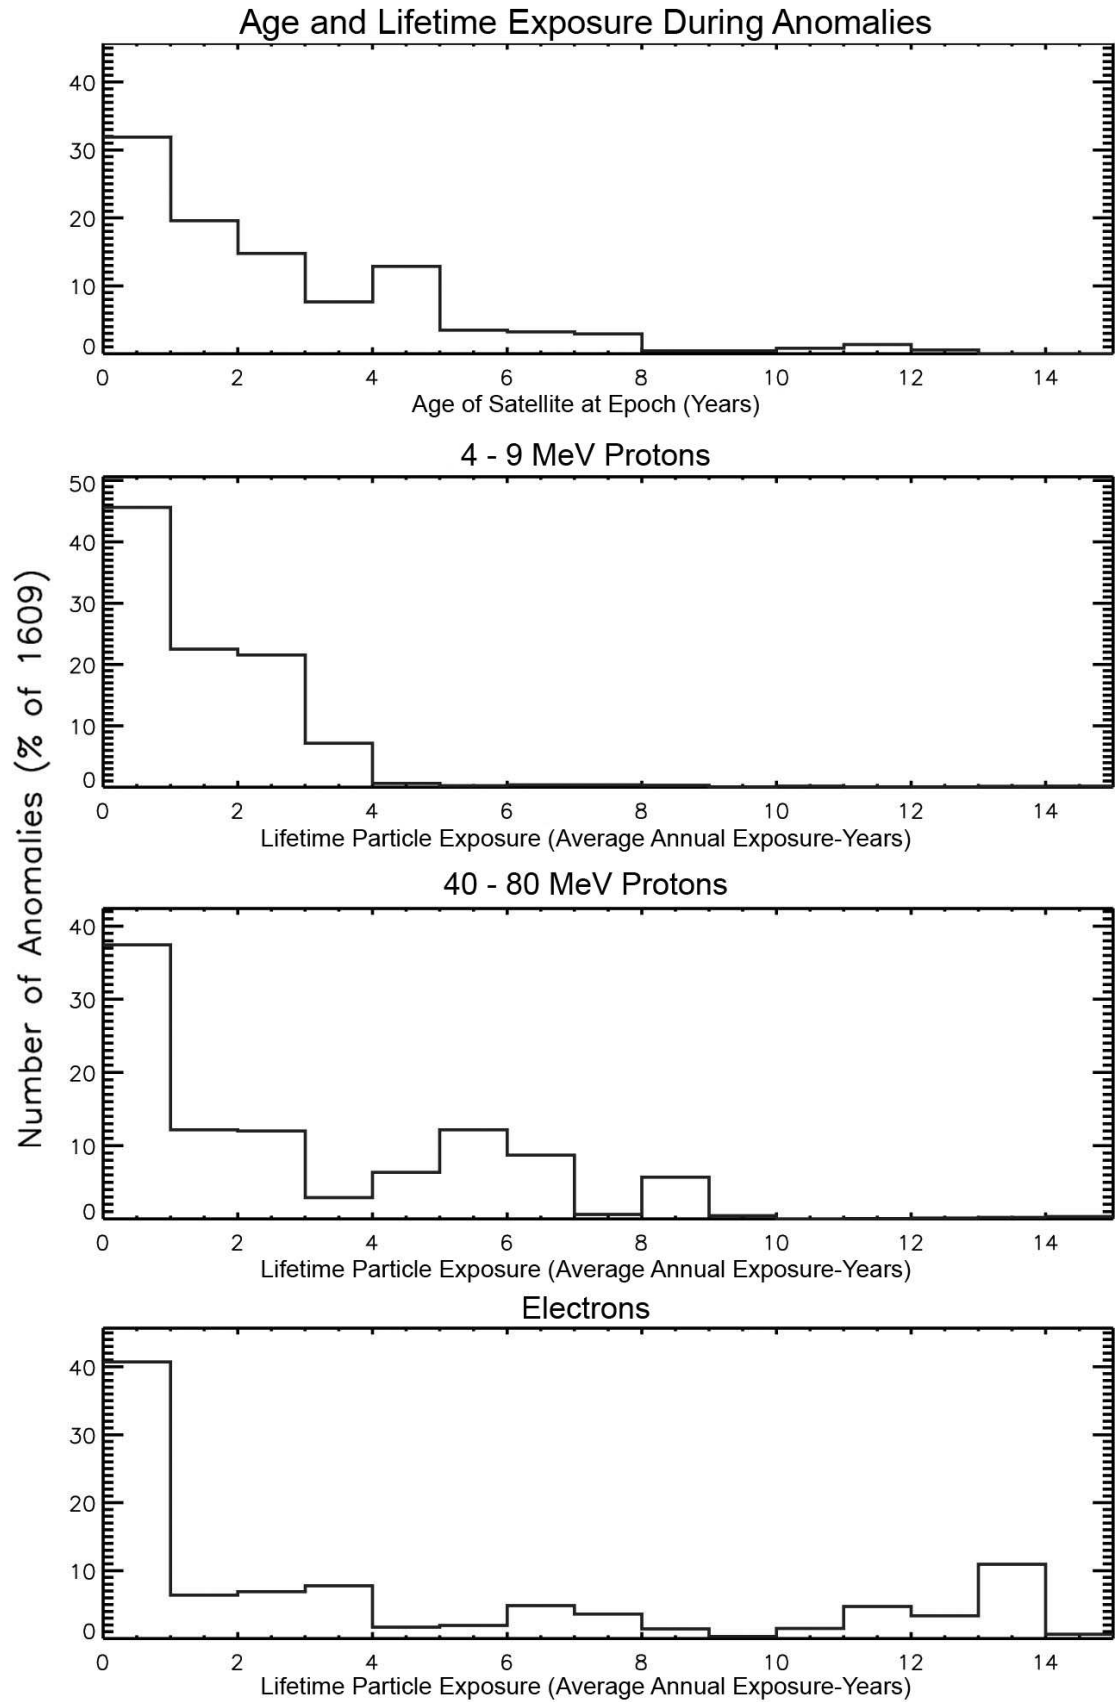 Age and Lifetime Exposure During Anomalies
40
30
20
10
0
0 2 4 6 8 10 12 14
Age of Satellite at Epoch (Years)
4 - 9 MeV Protons
50
40
30
20
10
0
0 2 4 6 8 10 12 14
Lifetime Particle Exposure (Average Annual Exposure-Years)
Number of Anomalies (% of 1609)
40 - 80 MeV Protons
40
30
20
10
0
0 2 4 6 8 10 12 14
Lifetime Particle Exposure (Average Annual Exposure-Years)
Electrons
40
30
20
10
0
0 2 4 6 8 10 12 14
Lifetime Particle Exposure (Average Annual Exposure-Years)